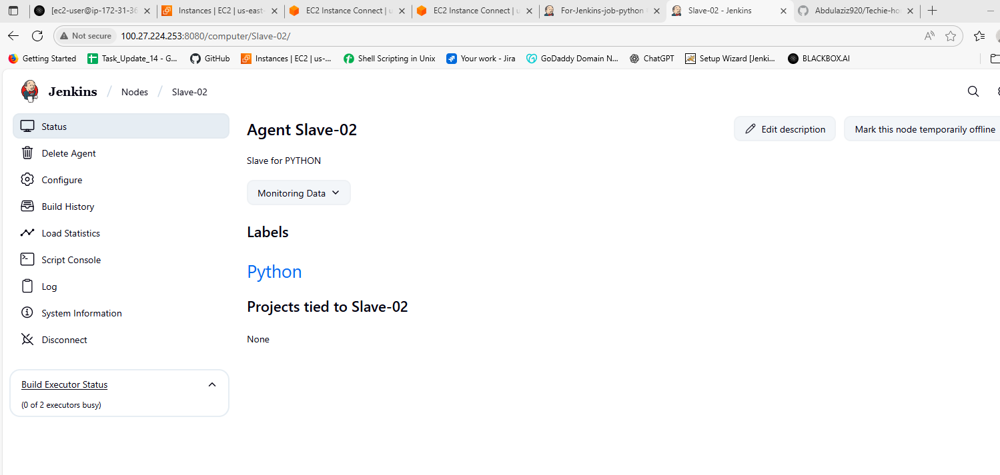 [ec2-user@ip-172-31-36 Instances | EC2 | us-east- EC2 Instance Connect | u EC2 Instance Connect | u For-Jenkins-job-python Slave-02 - Jenkins Abdulaziz920/Techie-ho
Not secure 100.27.224.253:8080/computer/Slave-02/
Getting Started Task_Update_14 - G... GitHub Instances | EC2 | us-... Shell Scripting in Unix Your work - Jira GoDaddy Domain N... ChatGPT Setup Wizard [Jenki... BLACKBOX.AI
Jenkins / Nodes / Slave-02
Status
Delete Agent
Configure
Build History
Load Statistics
Script Console
Log
System Information
Disconnect
Build Executor Status
(0 of 2 executors busy)
Agent Slave-02
Edit description
Mark this node temporarily offline
Slave for PYTHON
Monitoring Data
Labels
Python
Projects tied to Slave-02
None